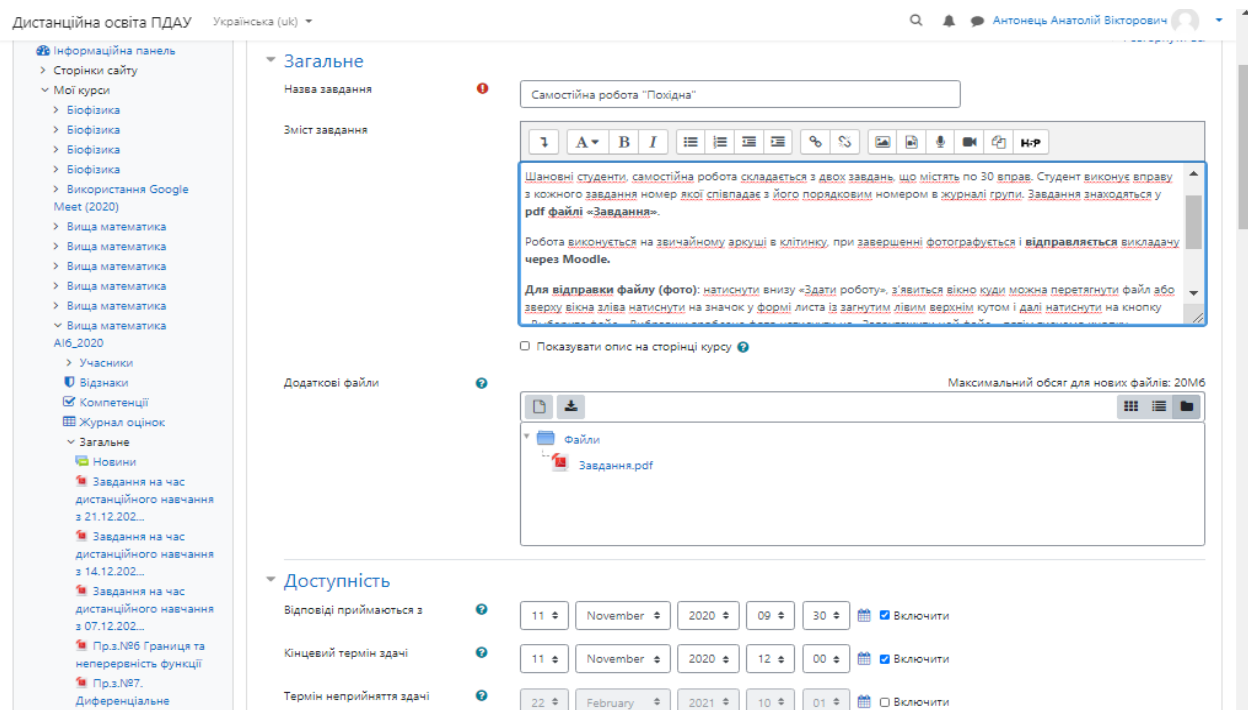 Дистанційна освіта ПДАУ Українська (uk)
Антонець Анатолій Вікторович
Інформаційна панель
Сторінки сайту
Мої курси
Біофізика
Біофізика
Біофізика
Біофізика
Використання Google
Meet (2020)
Вища математика
Вища математика
Вища математика
Вища математика
Вища математика
АІ6_2020
Учасники
Відзнаки
Компетенції
Журнал оцінок
Загальне
Новини
Завдання на час
дистанційного навчання
з 21.12.202...
Завдання на час
дистанційного навчання
з 14.12.202...
Завдання на час
дистанційного навчання
з 07.12.202...
Пр.з.№6 Границя та
неперервність функції
Пр.з.№7.
Диференціальне
Загальне
Назва завдання
Самостійна робота "Похідна"
Зміст завдання
A B I H-P
Шановні студенти, самостійна робота складається з двох завдань, що містять по 30 вправ. Студент виконує вправу
з кожного завдання номер якої співпадає з його порядковим номером в журналі групи. Завдання знаходяться у
pdf файлі «Завдання».
Робота виконується на звичайному аркуші в клітинку, при завершенні фотографується і відправляється викладачу
через Moodle.
Для відправки файлу (фото): натиснути внизу «Здати роботу», з'явиться вікно куди можна перетягнути файл або
зверху вікна зліва натиснути на значок у формі листа із загнутим лівим верхнім кутом і далі натиснути на кнопку
Показувати опис на сторінці курсу
Додаткові файли
Максимальний обсяг для нових файлів: 20Мб
Файли
Завдання.pdf
Доступність
Відповіді приймаються з
11 November 2020 09 30 Включити
Кінцевий термін здачі
11 November 2020 12 00 Включити
Термін неприйняття здачі
22 February 2021 10 01 Включити